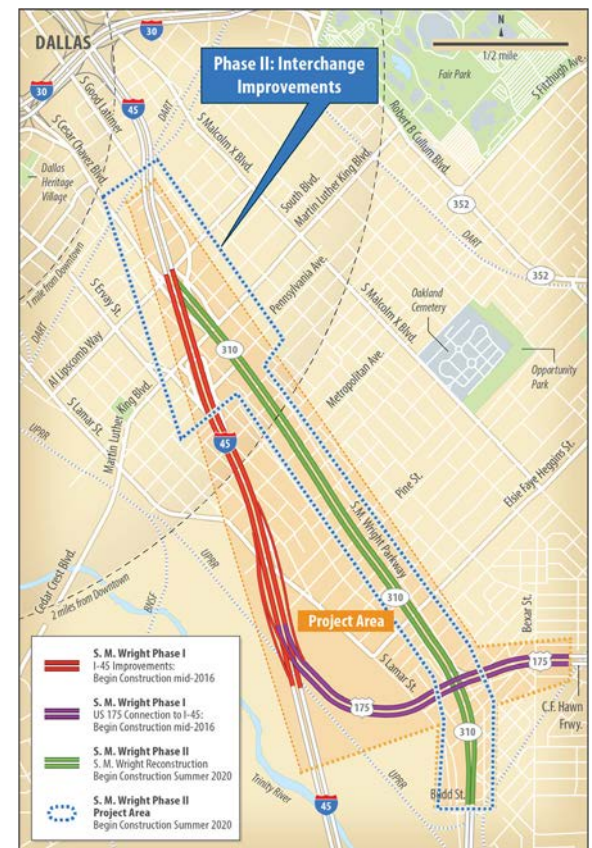 DALLAS
30
N
1/2 mile
Phase II: Interchange
Improvements
Fair Park
S Fitzhugh Ave.
30
45
DART
S Good Latimer
S Cesar Chavez Blvd.
S Malcolm X Blvd.
Robert B Cullum Blvd.
Dallas
Heritage
Village
South Blvd.
Martin Luther King Blvd.
352
DART
352
1 mile from Downtown
DART
S Ervay St.
Pennsylvania Ave.
S Malcolm X Blvd.
Oakland
Cemetery
Al Lipscomb Way
310
Metropolitan Ave.
Opportunity
Park
S Lamar St.
Martin Luther King Blvd.
UPRR
45
Elsie Faye Heggins St.
Pine St.
S.M. Wright Parkway
Cedar Crest Blvd.
2 miles from Downtown
BNSF
UPRR
310
Bexar St.
Project Area
S Lamar St.
175
C.F. Hawn
Frwy.
175
310
UPRR
Budd St.
Trinity River
45
S. M. Wright Phase I
I-45 Improvements:
Begin Construction mid-2016
S. M. Wright Phase I
US 175 Connection to I-45:
Begin Construction mid-2016
S. M. Wright Phase II
S. M. Wright Reconstruction
Begin Construction Summer 2020
S. M. Wright Phase II
Project Area
Begin Construction Summer 2020